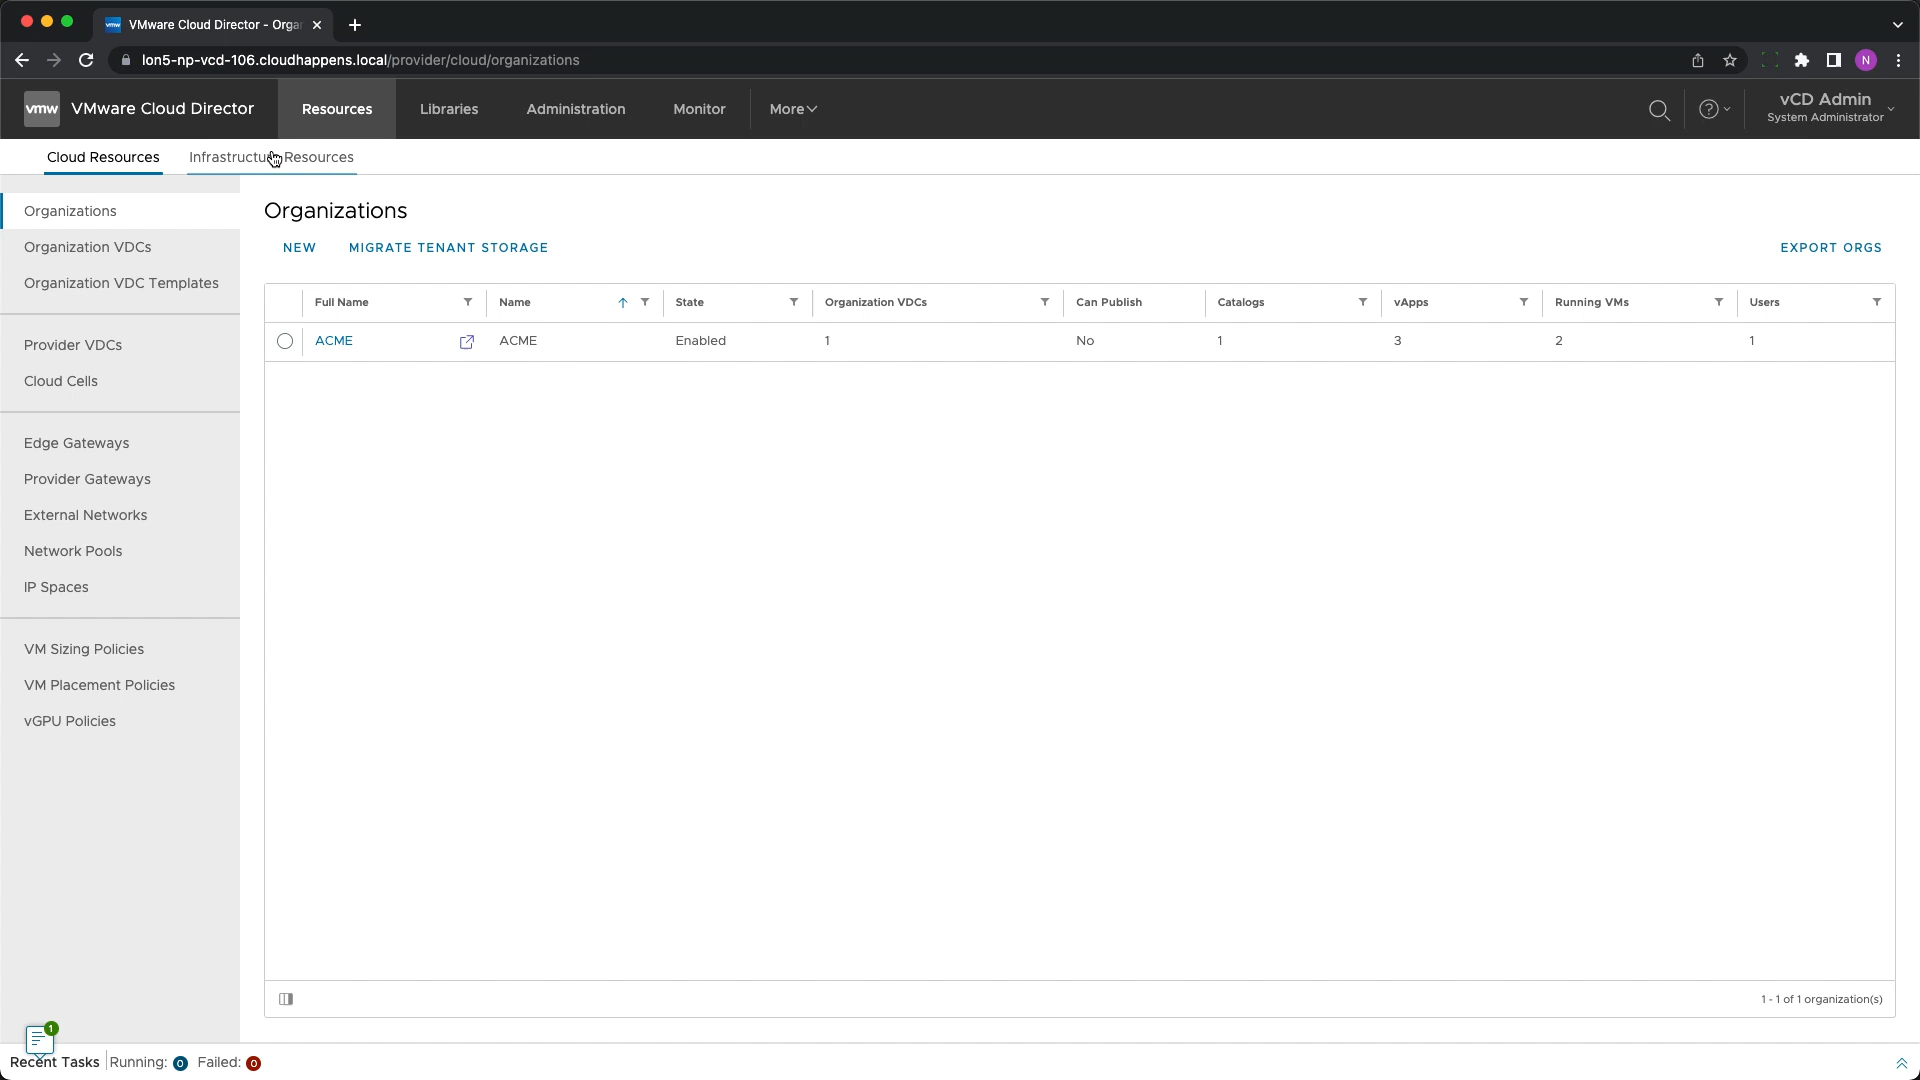 VMware Cloud Director - Orga
lon5-np-vcd-106.cloudhappens.local/provider/cloud/organizations
N
vmw VMware Cloud Director Resources Libraries Administration Monitor More
vCD Admin
System Administrator
Cloud Resources Infrastructure Resources
Organizations
Organization VDCs
Organization VDC Templates
Provider VDCs
Cloud Cells
Edge Gateways
Provider Gateways
External Networks
Network Pools
IP Spaces
VM Sizing Policies
VM Placement Policies
vGPU Policies
Organizations
NEW MIGRATE TENANT STORAGE EXPORT ORGS
Full Name Name State Organization VDCs Can Publish Catalogs vApps Running VMs Users
ACME ACME Enabled 1 No 1 3 2 1
1 - 1 of 1 organization(s)
1
Recent Tasks Running: 0 Failed: 0